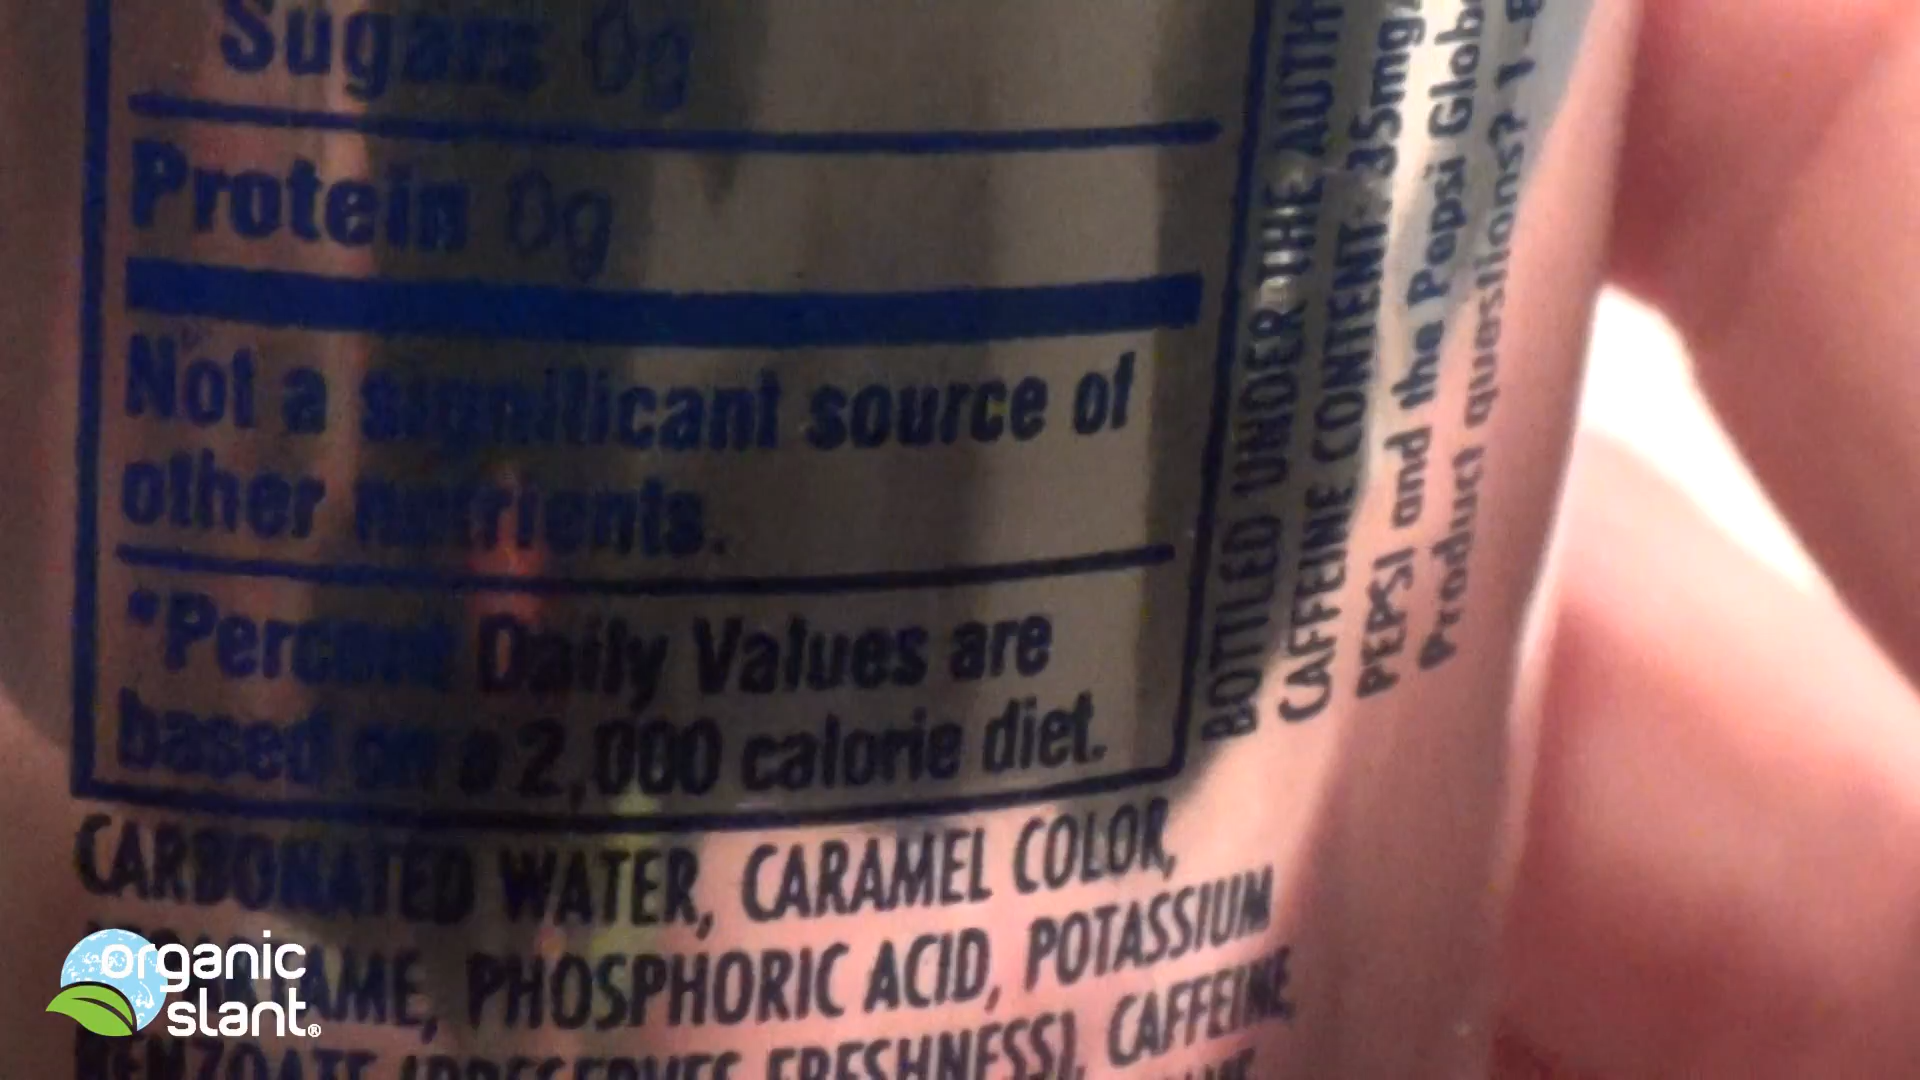 Sugars 0g
Protein 0g
Not a significant source of
other nutrients.
*Percent Daily Values are
based on a 2,000 calorie diet.
CARBONATED WATER, CARAMEL COLOR,
PHOSPHORIC ACID, POTASSIUM
BENZOATE (PRESERVES FRESHNESS), CAFFEINE,
BOTTLED UNDER THE AUTH
CAFFEINE CONTENT: 35mg
PEPSI and the Pepsi Glob
Product questions? 1-8
organic
slant®